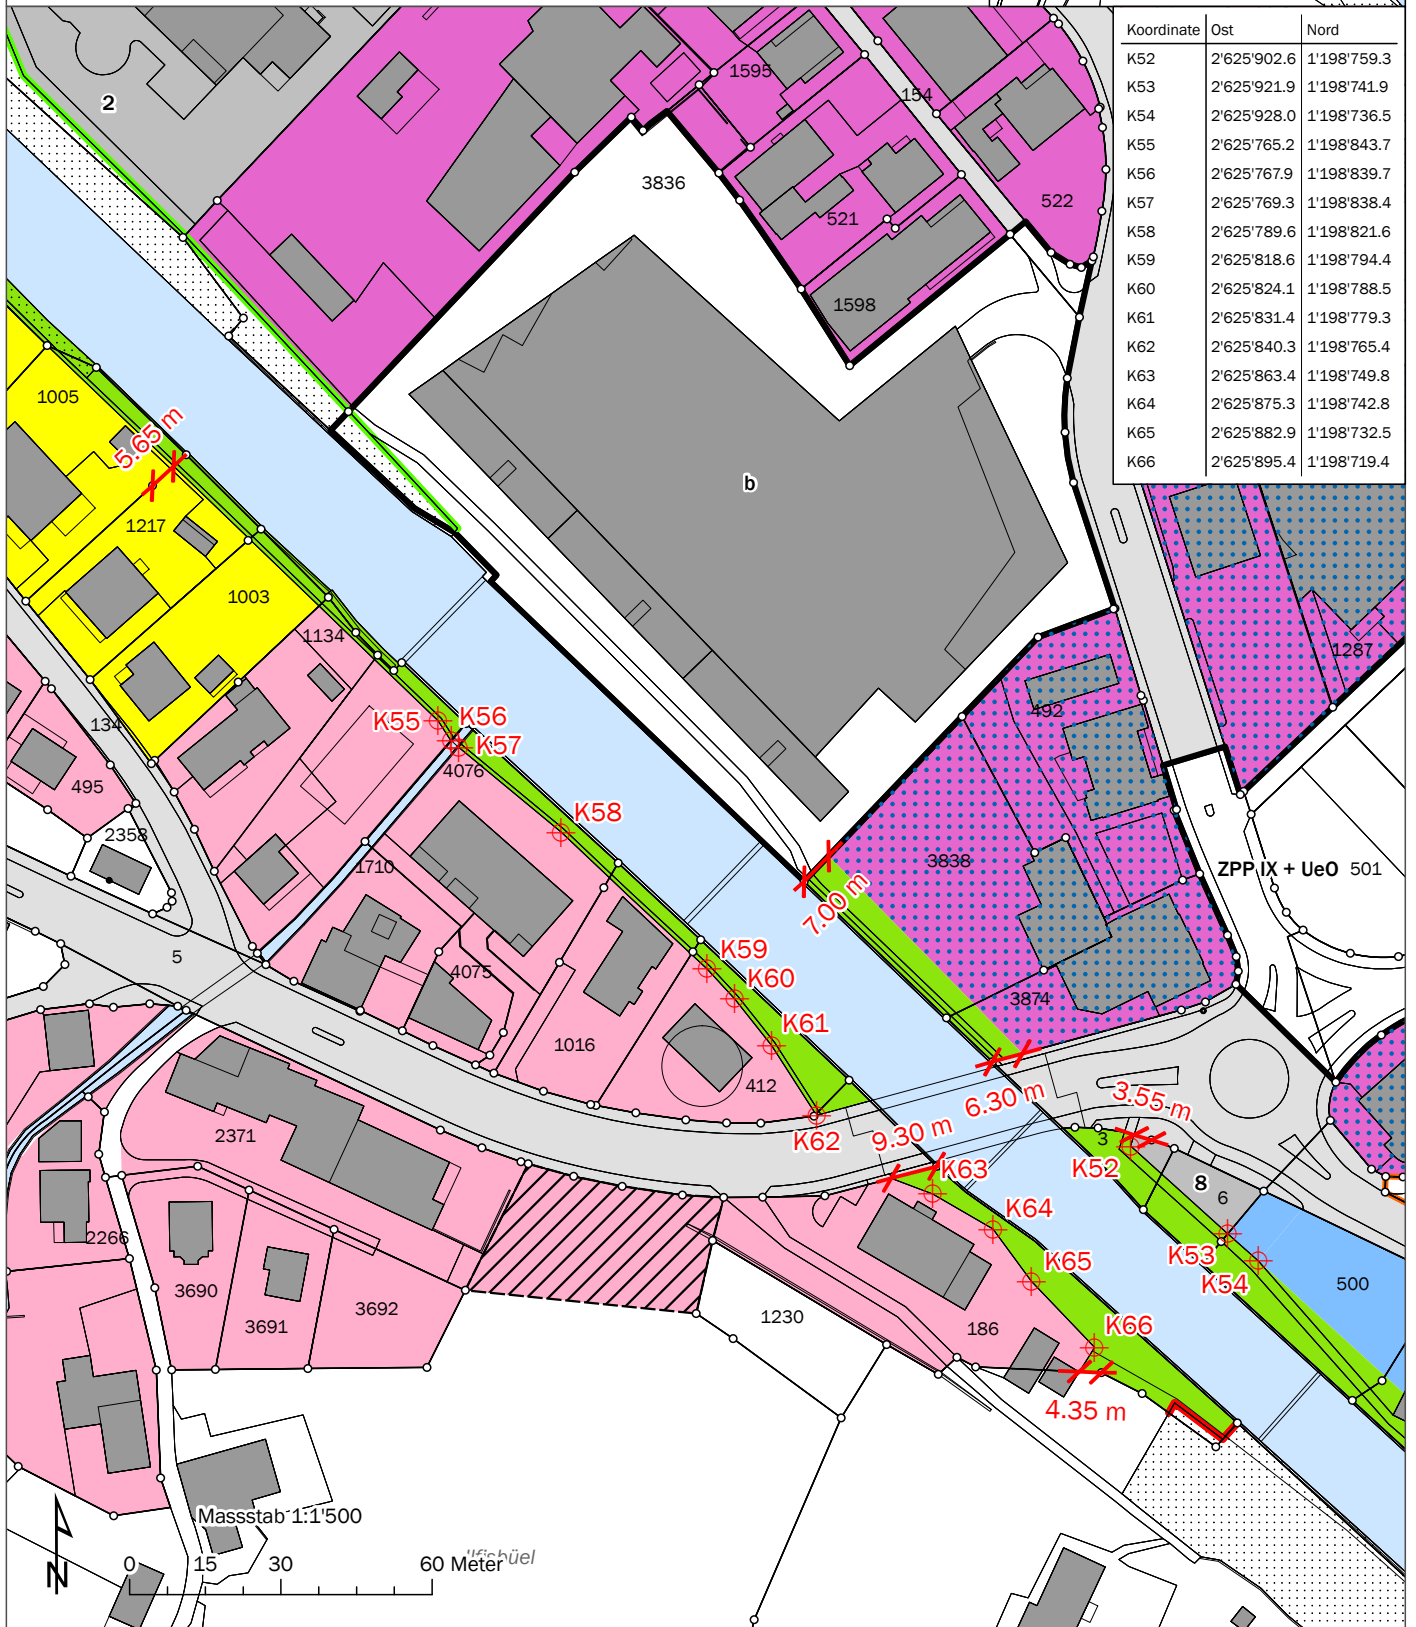 Koordinate Ost Nord
K52 2'625'902.6 1'198'759.3
K53 2'625'921.9 1'198'741.9
K54 2'625'928.0 1'198'736.5
K55 2'625'765.2 1'198'843.7
K56 2'625'767.9 1'198'839.7
K57 2'625'769.3 1'198'838.4
K58 2'625'789.6 1'198'821.6
K59 2'625'818.6 1'198'794.4
K60 2'625'824.1 1'198'788.5
K61 2'625'831.4 1'198'779.3
K62 2'625'840.3 1'198'765.4
K63 2'625'863.4 1'198'749.8
K64 2'625'875.3 1'198'742.8
K65 2'625'882.9 1'198'732.5
K66 2'625'895.4 1'198'719.4
1595
154
2
3836
522
521
1598
1005
5.65 m
b
1217
1003
1134
1287
492
134
K55
K56
K57
4076
495
K58
2358
3838
1710
ZPP IX + UeO 501
7.00 m
K59
5
4075
K60
3874
K61
1016
412
6.30 m
3.55 m
K62
9.30 m
2371
3
K52
K63
8
6
K64
2266
K53
K65
K54
500
3690
3691
3692
1230
186
K66
4.35 m
Massstab 1:1'500
N
0 15 30 60 Meter